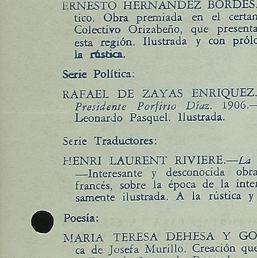 ERNESTO HERNANDEZ BORDES.
tico. Obra premiada en el certam
Colectivo Orizabeño, que presenta
esta región. Ilustrada y con prólo
la rústica.
Serie Política:
RAFAEL DE ZAYAS ENRIQUEZ.
Presidente Porfirio Díaz. 1906.—
Leonardo Pasquel. Ilustrada.
Serie Traductores:
HENRI LAURENT RIVIERE.—La
—Interesante y desconocida obra
francés, sobre la época de la inter
samente ilustrada. A la rústica y
Poesía:
MARIA TERESA DEHESA Y GO
ca de Josefa Murillo. Creación que